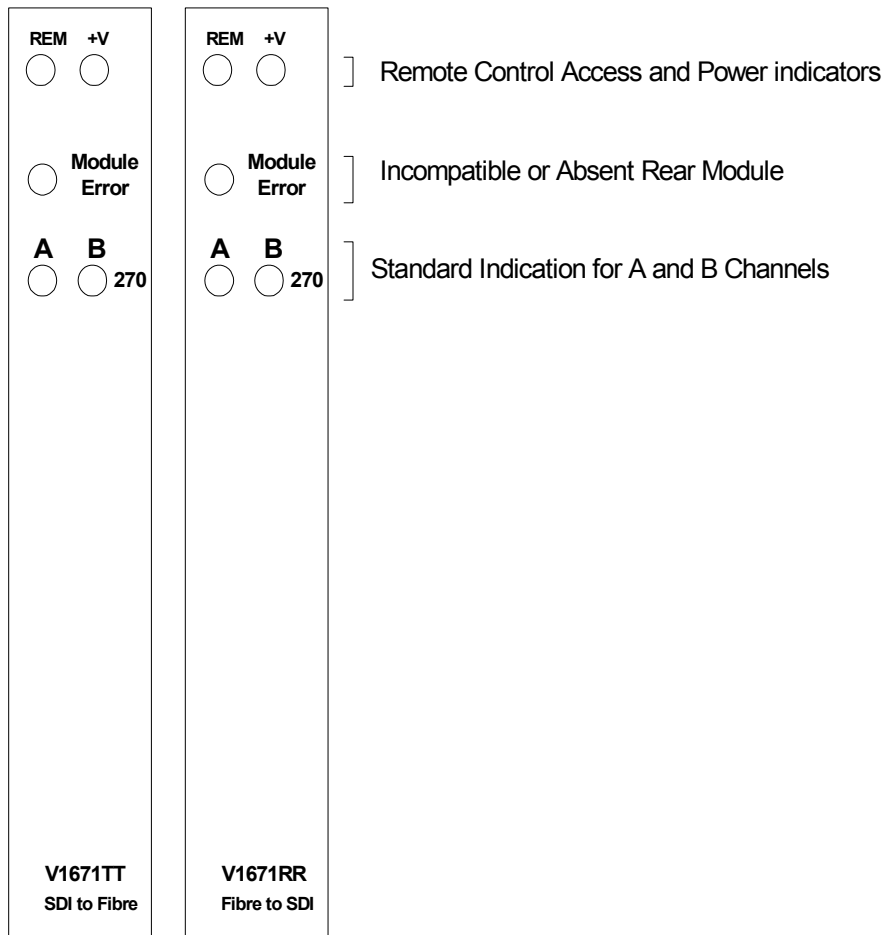 REM +V
REM +V
Remote Control Access and Power indicators
Module
Error
Module
Error
Incompatible or Absent Rear Module
A B
270
A B
270
Standard Indication for A and B Channels
V1671TT
SDI to Fibre
V1671RR
Fibre to SDI